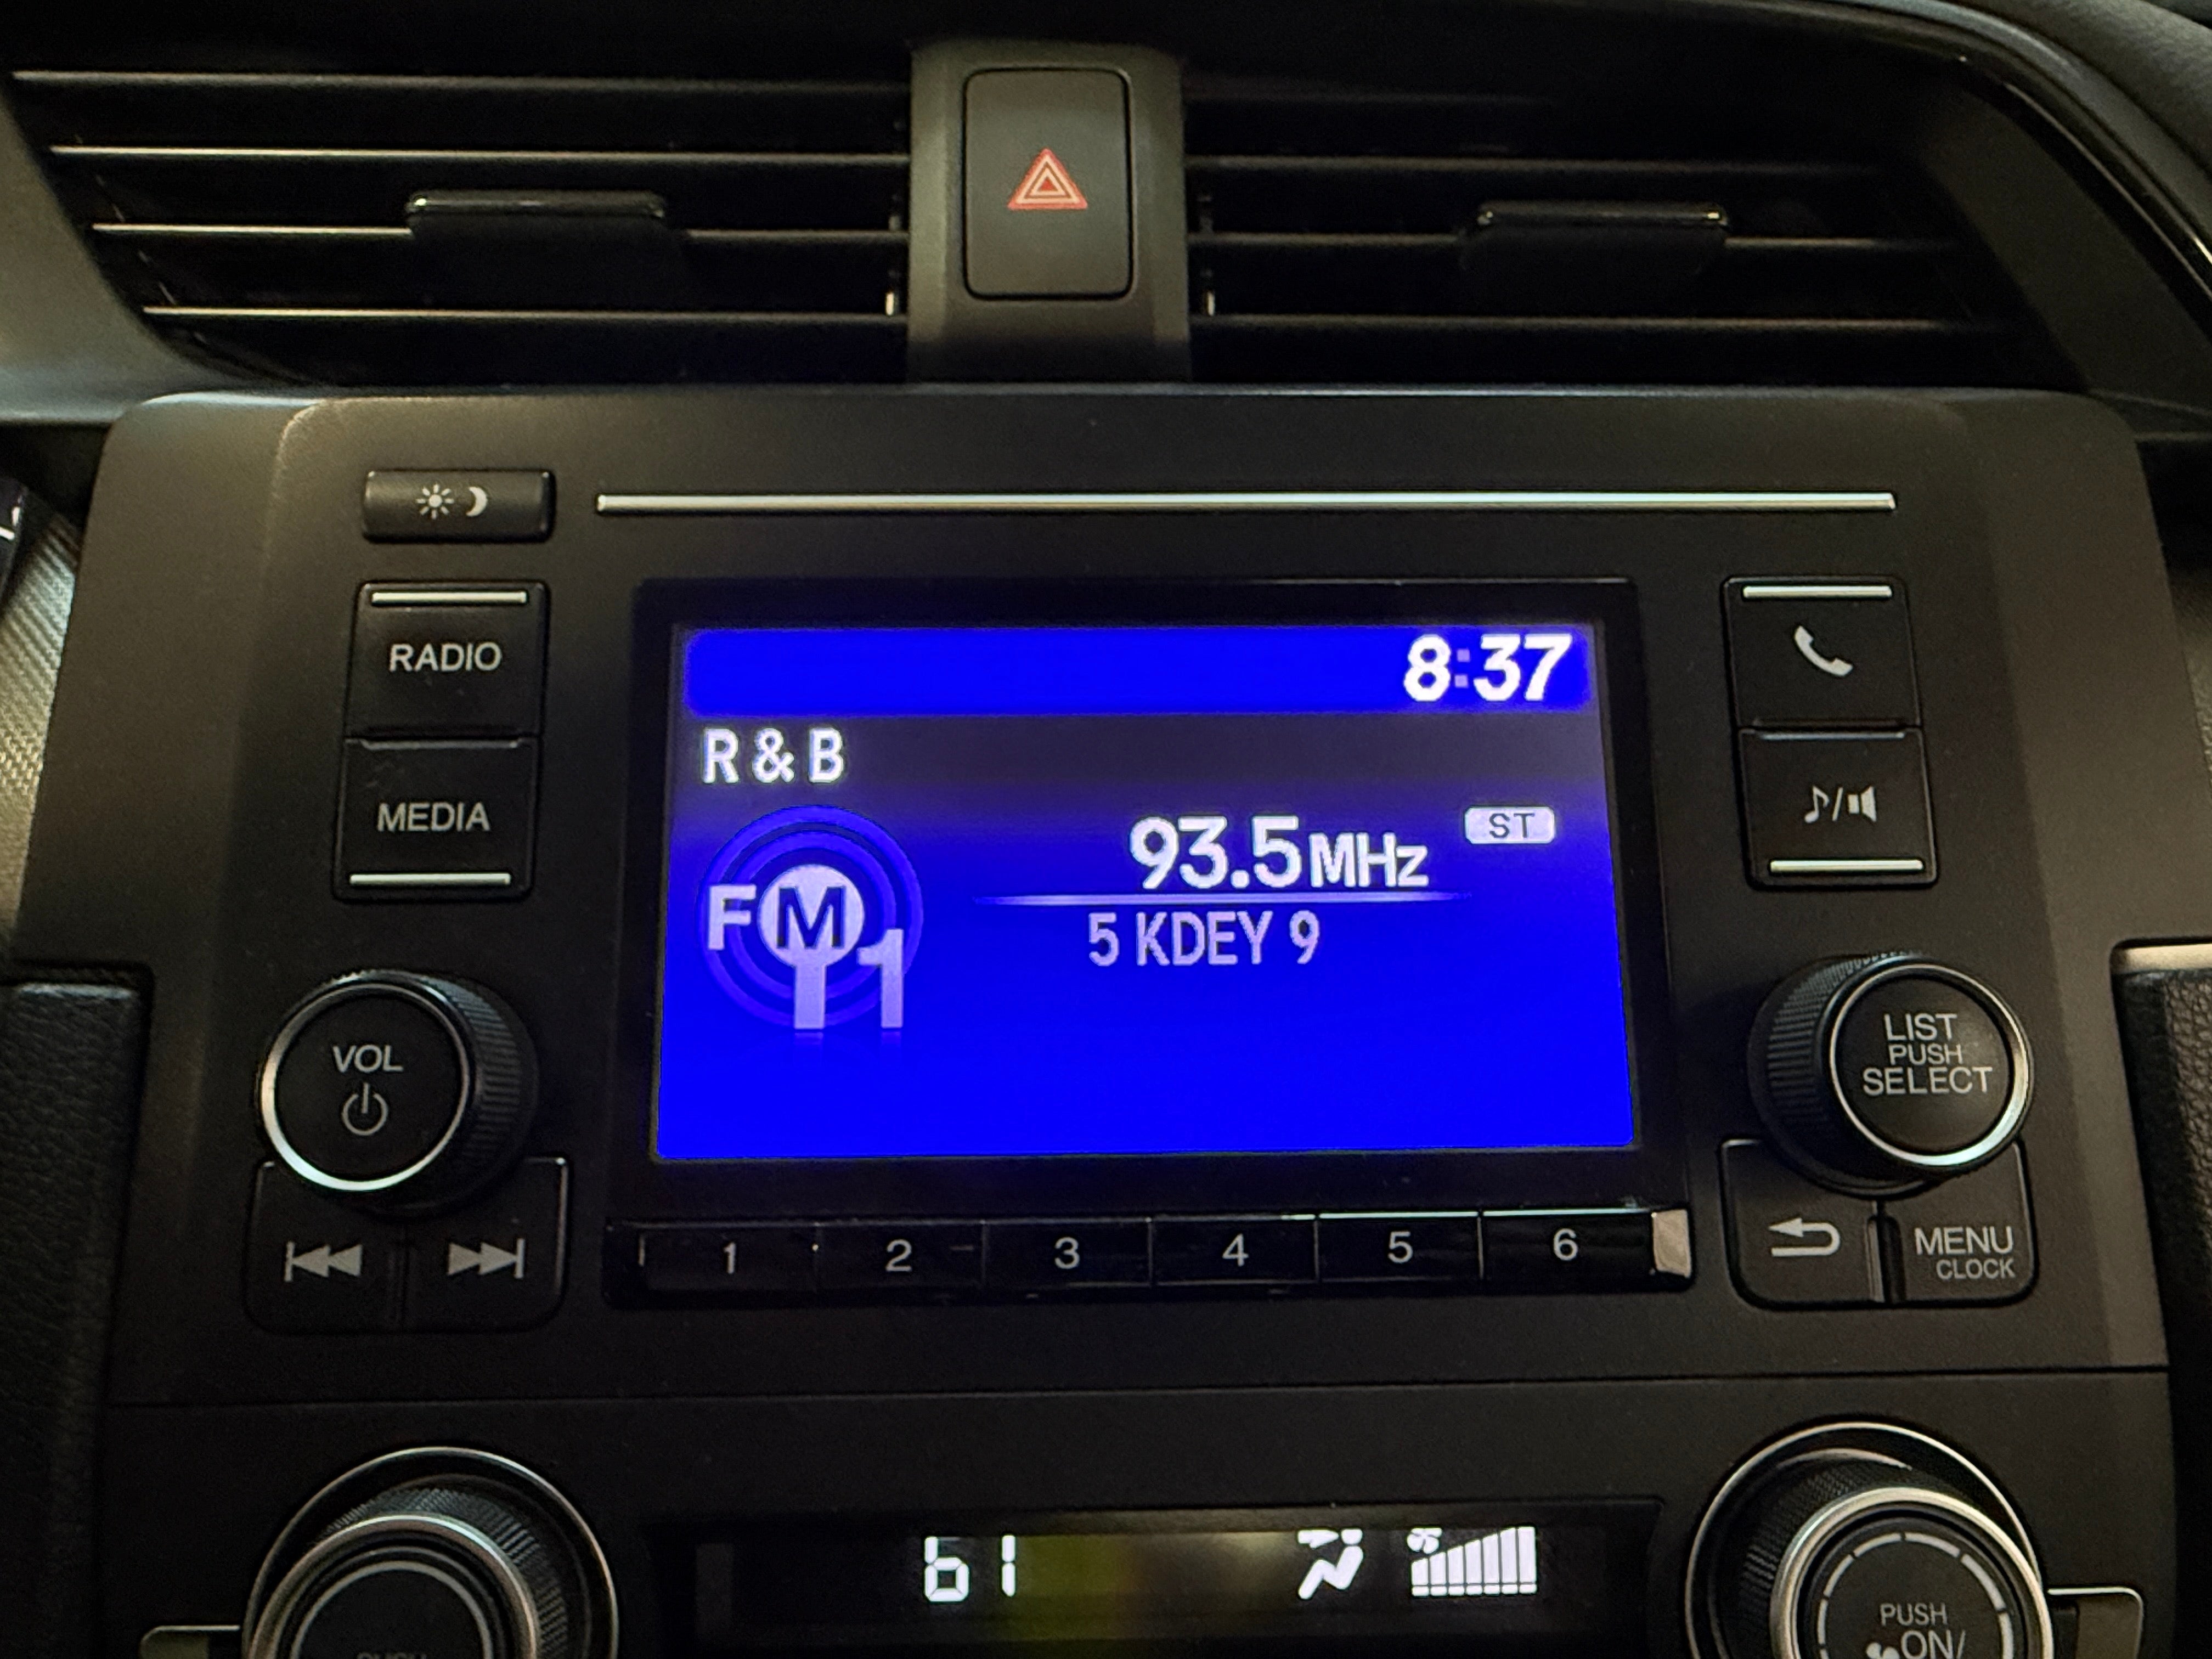 8:37
R&B
93.5MHz ST
FM1
5 KDEY 9
RADIO
MEDIA
VOL
LIST
PUSH
SELECT
1 2 3 4 5 6
MENU
CLOCK
61
PUSH
ON/